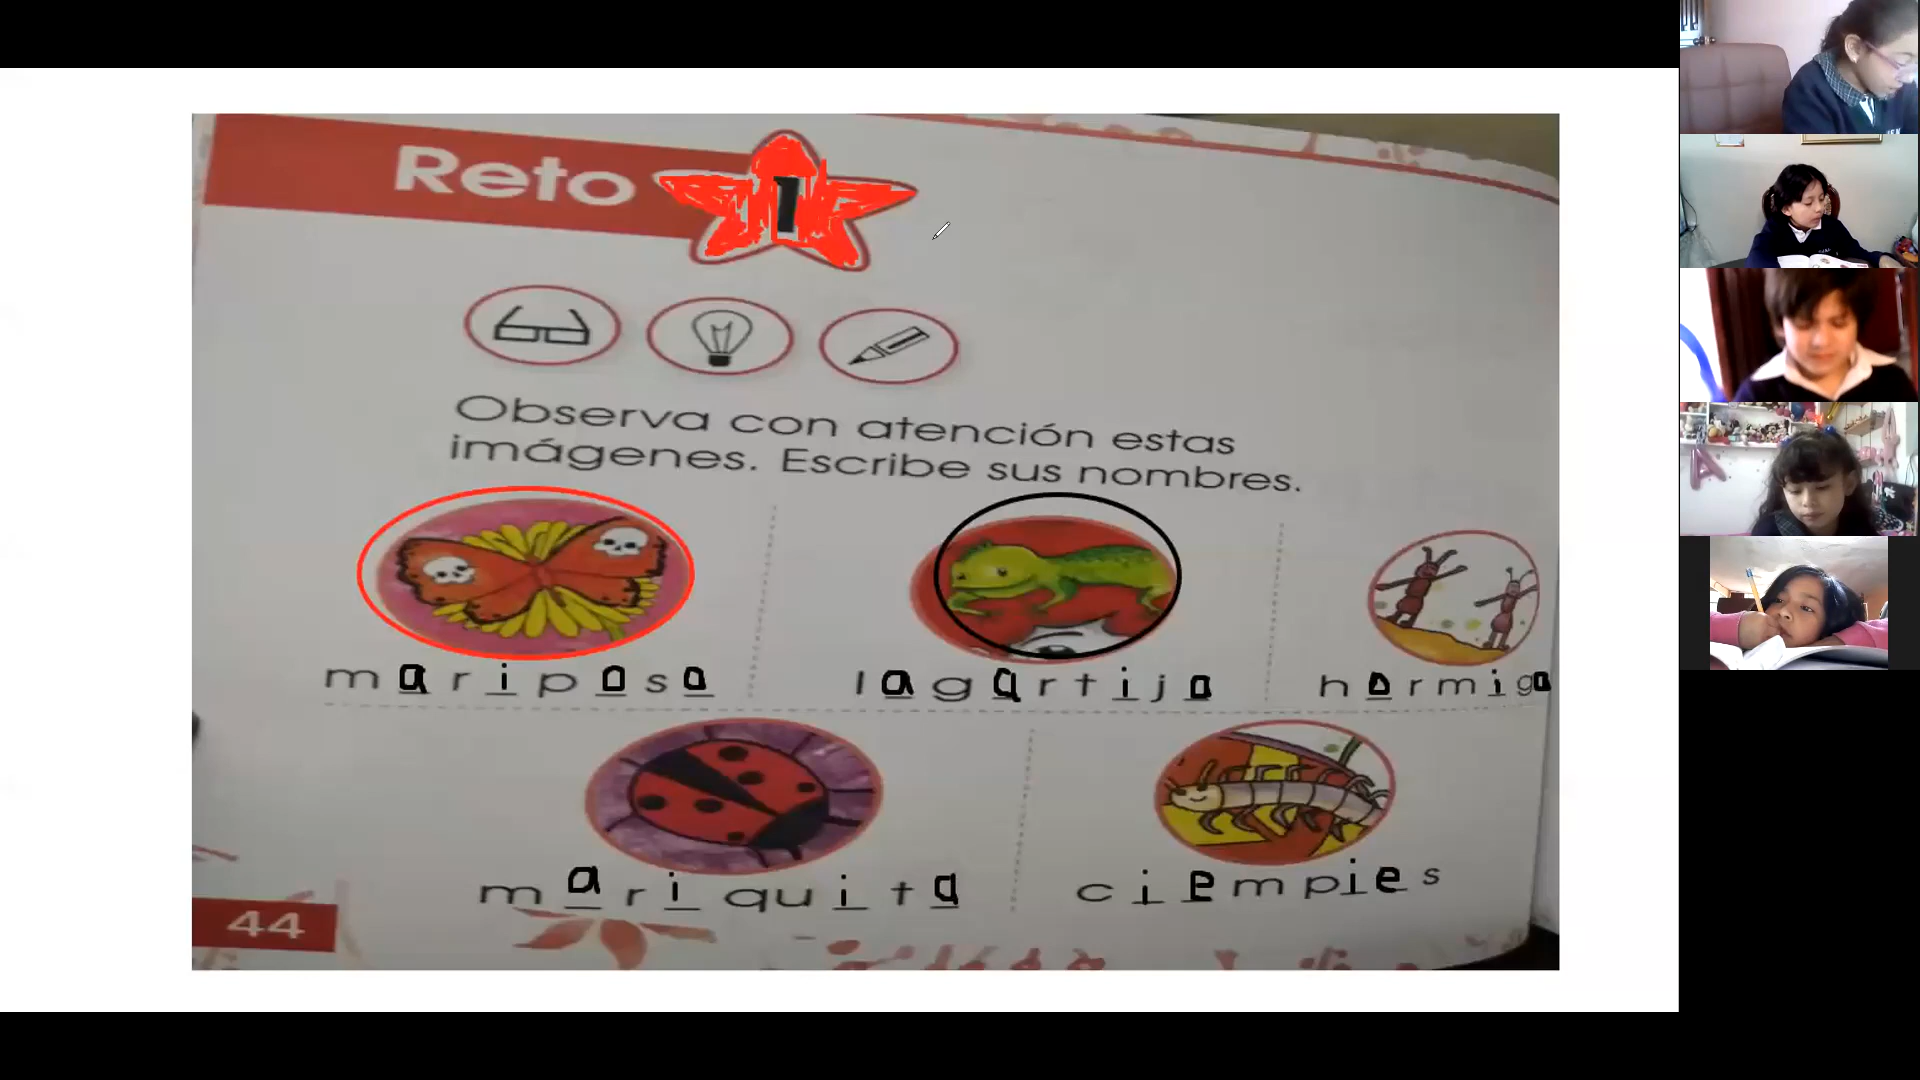 Reto 1
Observa con atención estas
imágenes. Escribe sus nombres.
mariposa lagartija hormiga
mariquita ciempies
44